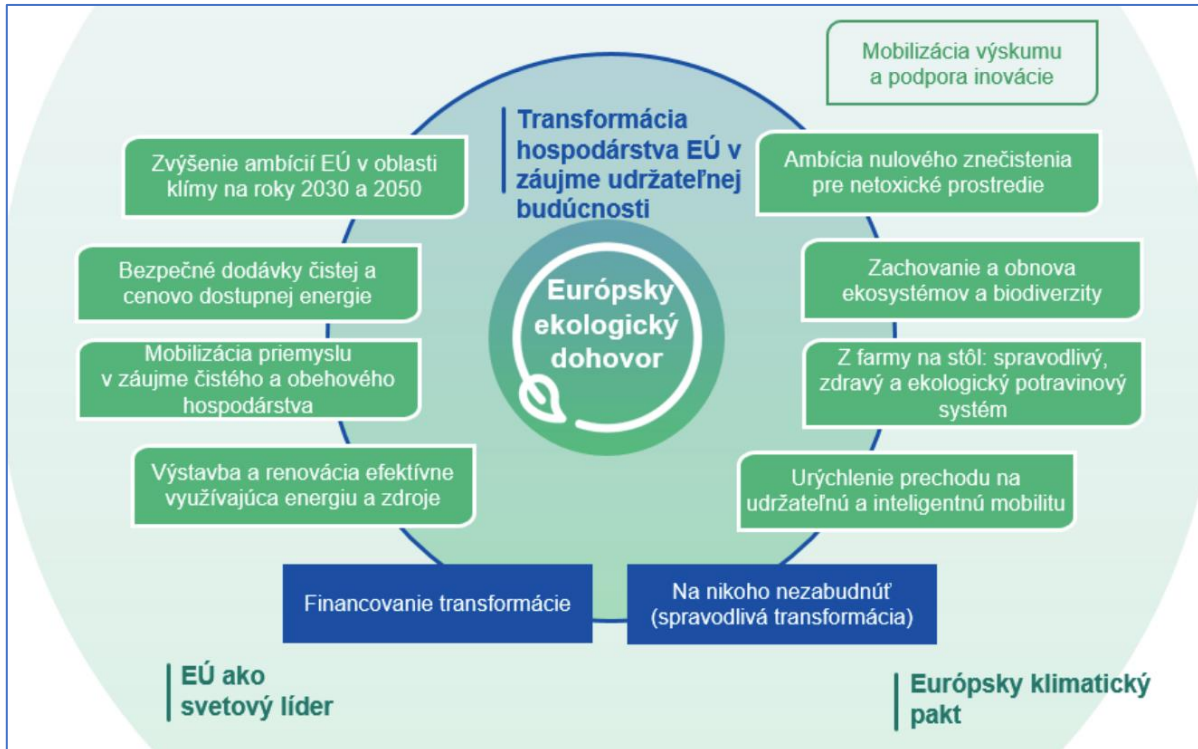 Mobilizácia výskumu
a podpora inovácie
Transformácia
hospodárstva EÚ v
záujme udržateľnej
budúcnosti
Zvýšenie ambícií EÚ v oblasti
klímy na roky 2030 a 2050
Ambícia nulového znečistenia
pre netoxické prostredie
Bezpečné dodávky čistej a
cenovo dostupnej energie
Európsky
ekologický
dohovor
Zachovanie a obnova
ekosystémov a biodiverzity
Mobilizácia priemyslu
v záujme čistého a obehového
hospodárstva
Z farmy na stôl: spravodlivý,
zdravý a ekologický potravinový
systém
Výstavba a renovácia efektívne
využívajúca energiu a zdroje
Urýchlenie prechodu na
udržateľnú a inteligentnú mobilitu
Financovanie transformácie
Na nikoho nezabudnúť
(spravodlivá transformácia)
EÚ ako
svetový líder
Európsky klimatický
pakt